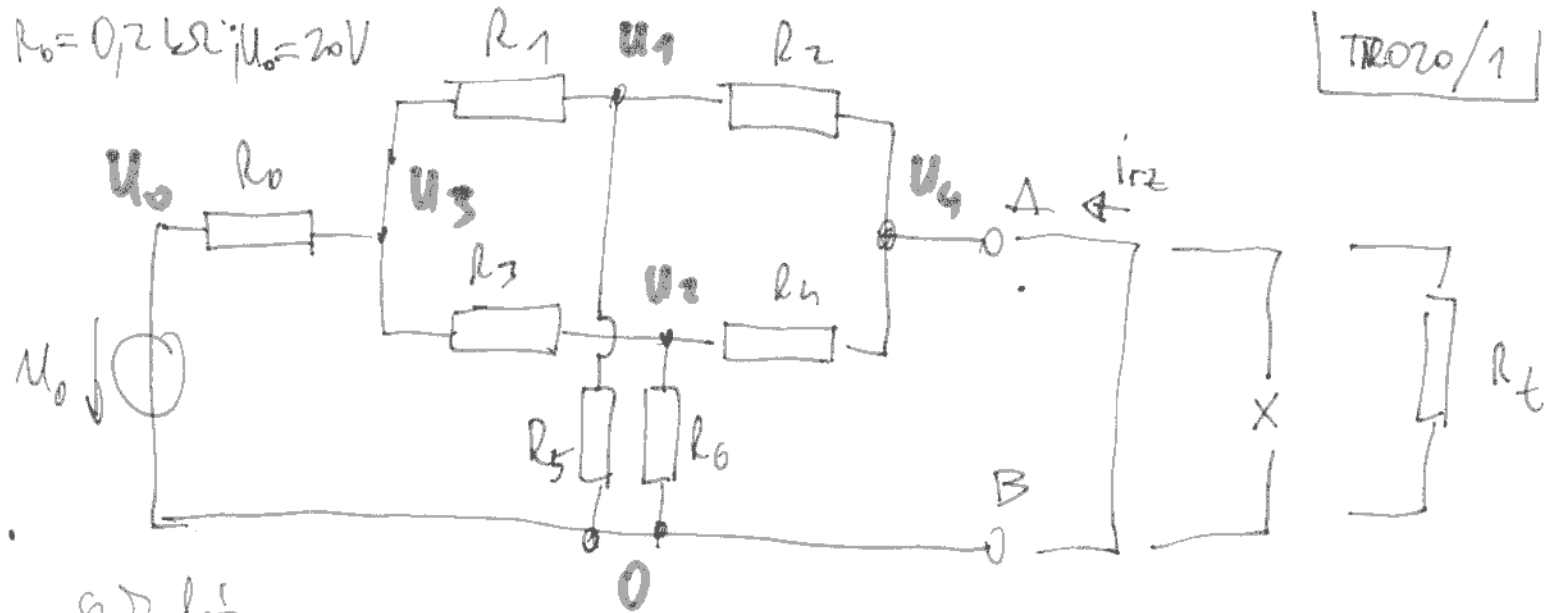 R₀ = 0,2 kΩ; U₀ = 20V
TR020/1
R1
U1
R2
U0
R0
U3
U4
A
irz
R3
U2
R4
U0
R5
R6
X
Rt
B
0